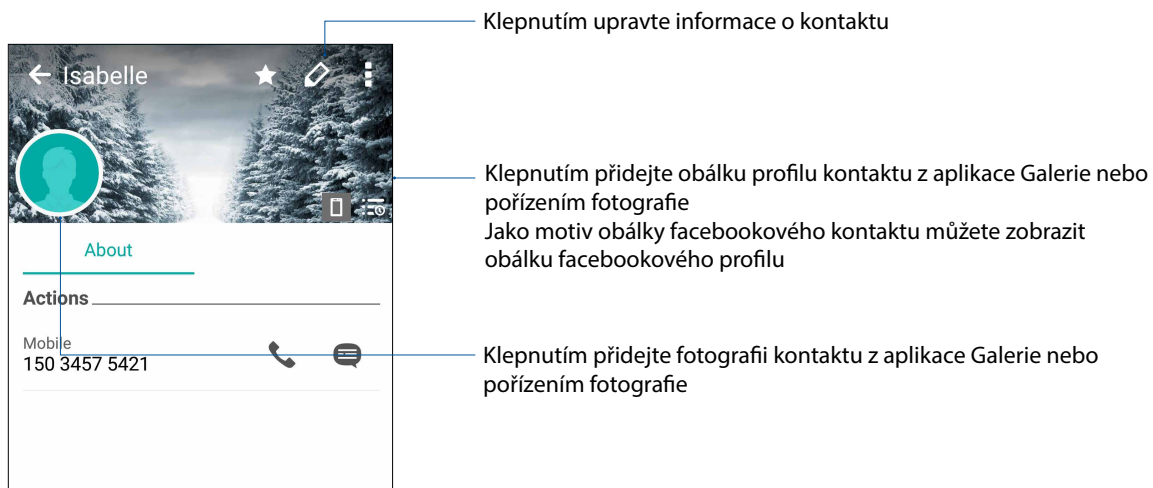 Klepnutím upravte informace o kontaktu
Isabelle
Klepnutím přidejte obálku profilu kontaktu z aplikace Galerie nebo
pořízením fotografie
Jako motiv obálky facebookového kontaktu můžete zobrazit
obálku facebookového profilu
About
Actions
Mobile
150 3457 5421
Klepnutím přidejte fotografii kontaktu z aplikace Galerie nebo
pořízením fotografie